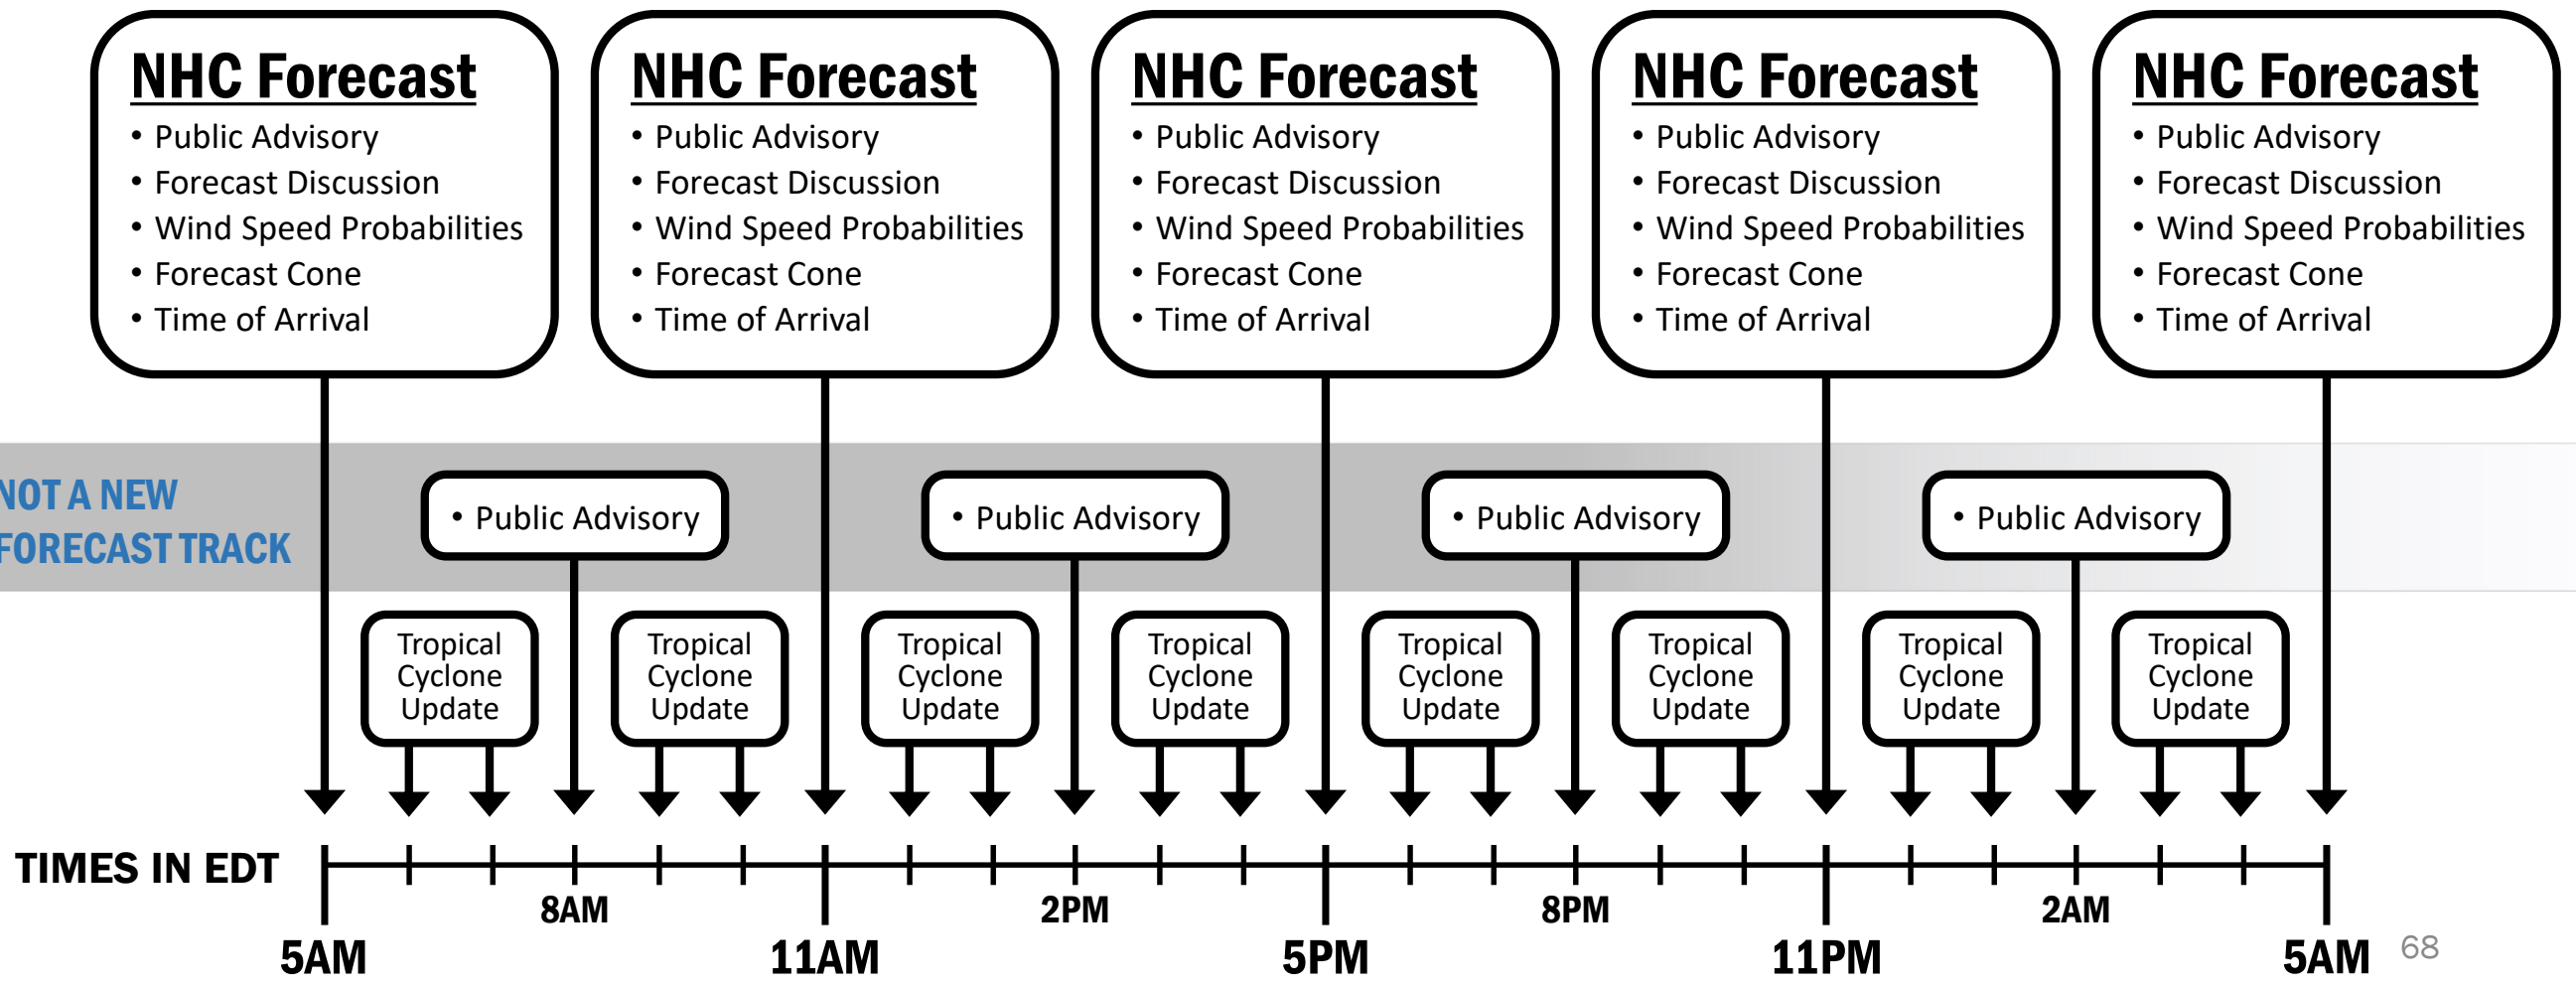 NHC Forecast
• Public Advisory
• Forecast Discussion
• Wind Speed Probabilities
• Forecast Cone
• Time of Arrival
NHC Forecast
• Public Advisory
• Forecast Discussion
• Wind Speed Probabilities
• Forecast Cone
• Time of Arrival
NHC Forecast
• Public Advisory
• Forecast Discussion
• Wind Speed Probabilities
• Forecast Cone
• Time of Arrival
NHC Forecast
• Public Advisory
• Forecast Discussion
• Wind Speed Probabilities
• Forecast Cone
• Time of Arrival
NHC Forecast
• Public Advisory
• Forecast Discussion
• Wind Speed Probabilities
• Forecast Cone
• Time of Arrival
NOT A NEW
FORECAST TRACK
• Public Advisory
• Public Advisory
• Public Advisory
• Public Advisory
Tropical
Cyclone
Update
Tropical
Cyclone
Update
Tropical
Cyclone
Update
Tropical
Cyclone
Update
Tropical
Cyclone
Update
Tropical
Cyclone
Update
Tropical
Cyclone
Update
Tropical
Cyclone
Update
TIMES IN EDT
8AM
2PM
8PM
2AM
5AM
11AM
5PM
11PM
5AM
68